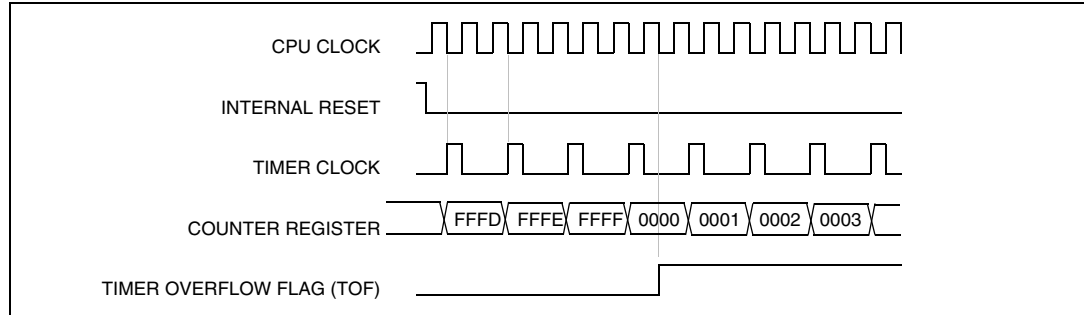 CPU CLOCK
INTERNAL RESET
TIMER CLOCK
COUNTER REGISTER FFFD FFFE FFFF 0000 0001 0002 0003
TIMER OVERFLOW FLAG (TOF)